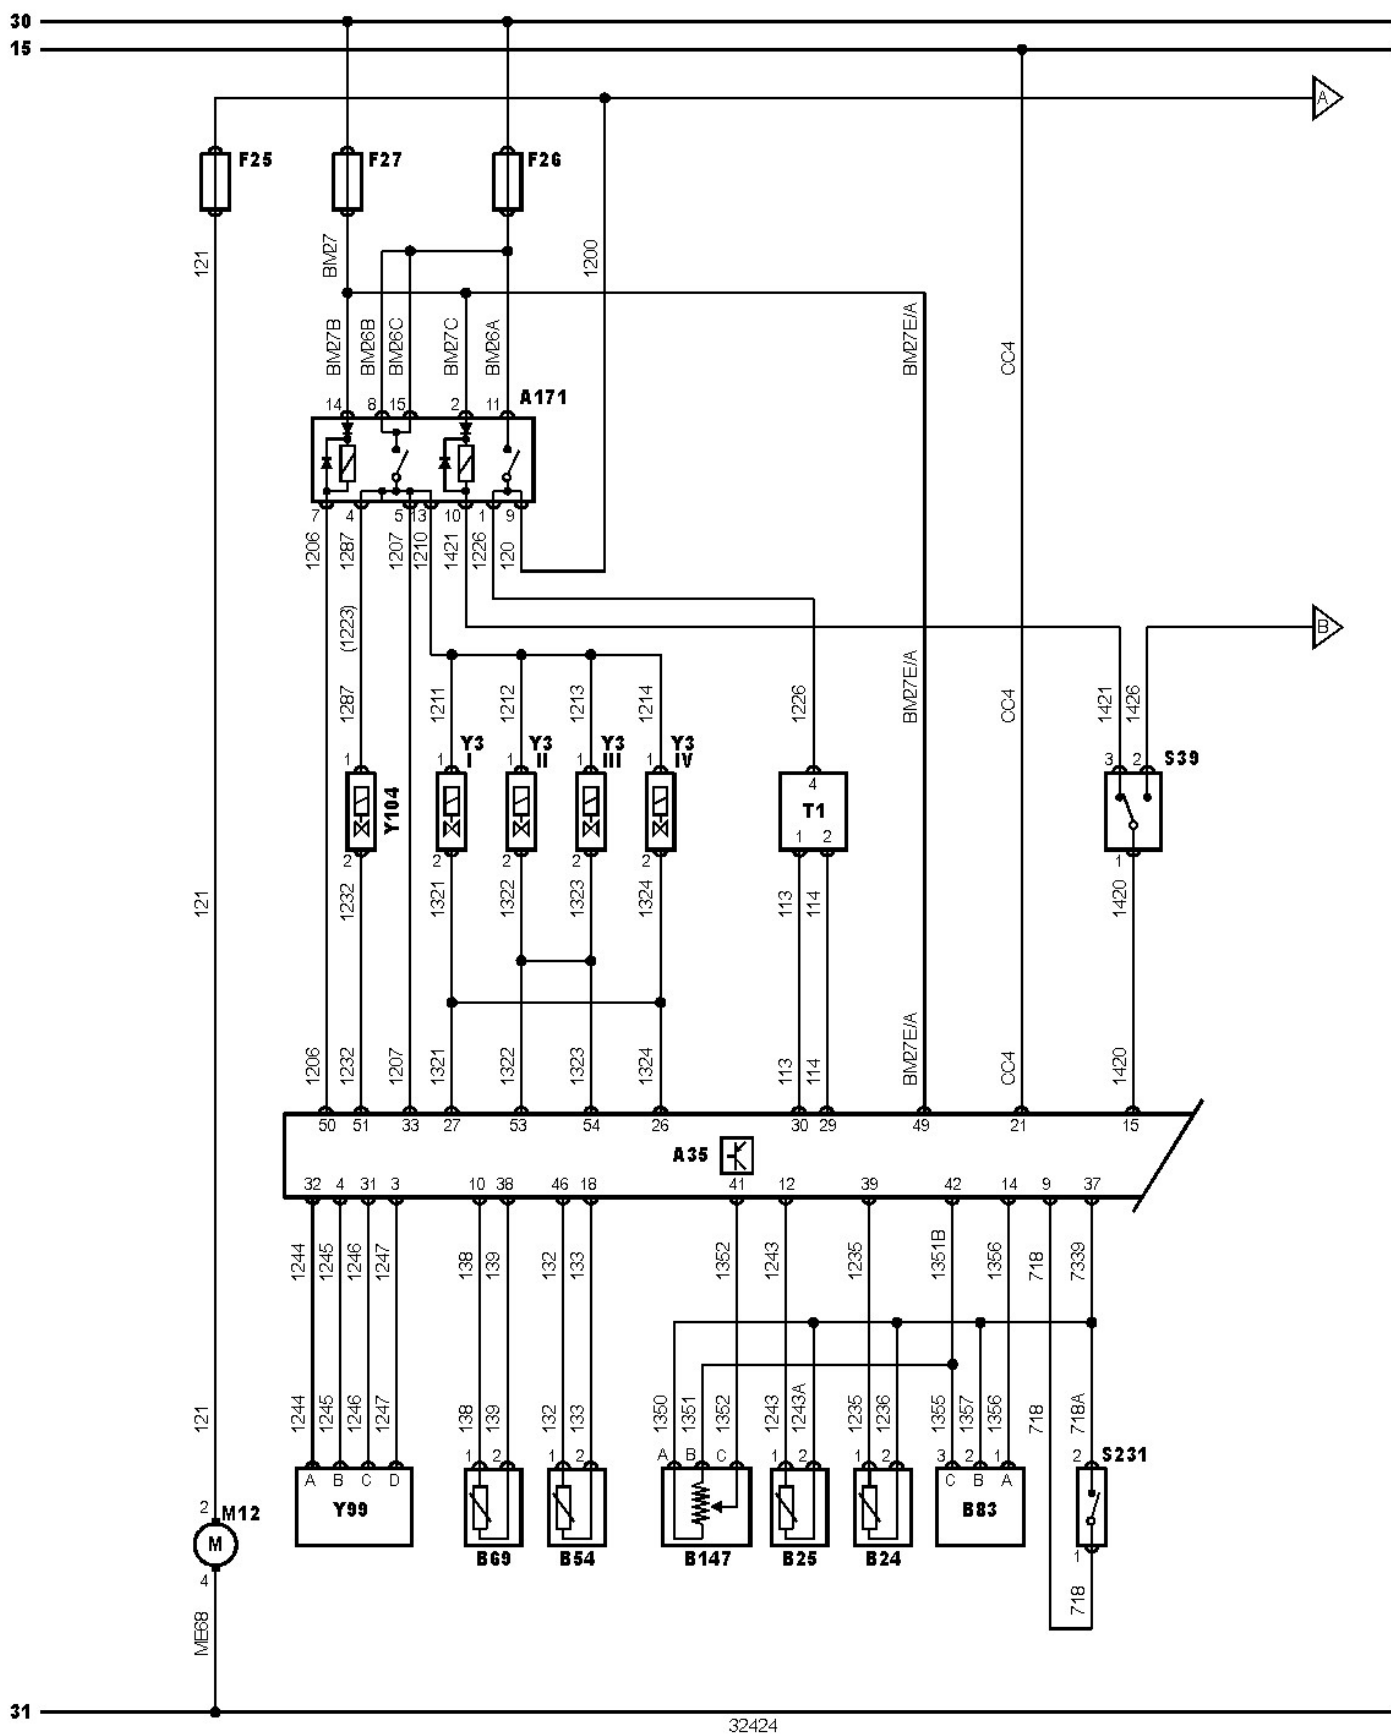 30
15
A
F25 F27 F26
121 BM27 1200
BM27B BM26B BM26C BM27C BM26A BM27E/A CC4
A171
14 8 15 2 11
7 4 5 13 10 1 9
1206 1287 1207 1210 1421 1226 120
(1223)
B
1287 1211 1212 1213 1214 1226 BM27E/A CC4 1421 1426
Y3 I Y3 II Y3 III Y3 IV
1 1 1 1 1 4 3 2 S39
Y104 T1
1 2
2 2 2 2 2 1
121 1232 1321 1322 1323 1324 113 114 1420
1206 1232 1207 1321 1322 1323 1324 113 114 BM27E/A CC4 1420
50 51 33 27 53 54 26 30 29 49 21 15
A35
32 4 31 3 10 38 46 18 41 12 39 42 14 9 37
1244 1245 1246 1247 138 139 132 133 1352 1243 1235 1351B 1356 718 7339
121 1244 1245 1246 1247 138 139 132 133 1350 1351 1352 1243 1243A 1235 1236 1355 1357 1356 718 718A
1 2 1 2 A B C 1 2 1 2 3 2 1 2 S231
A B C D C B A
2 M12 Y99 B83
M
B69 B54 B147 B25 B24 1
4
ME68 718
31
32424